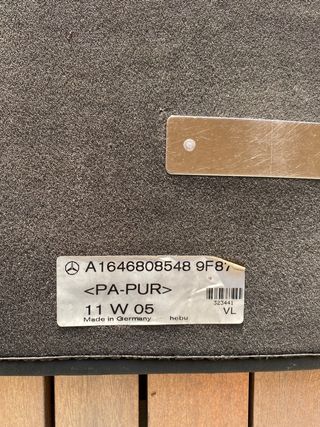 A1646808548 9F87
<PA-PUR>
11 W 05
323441
Made in Germany hebu
VL